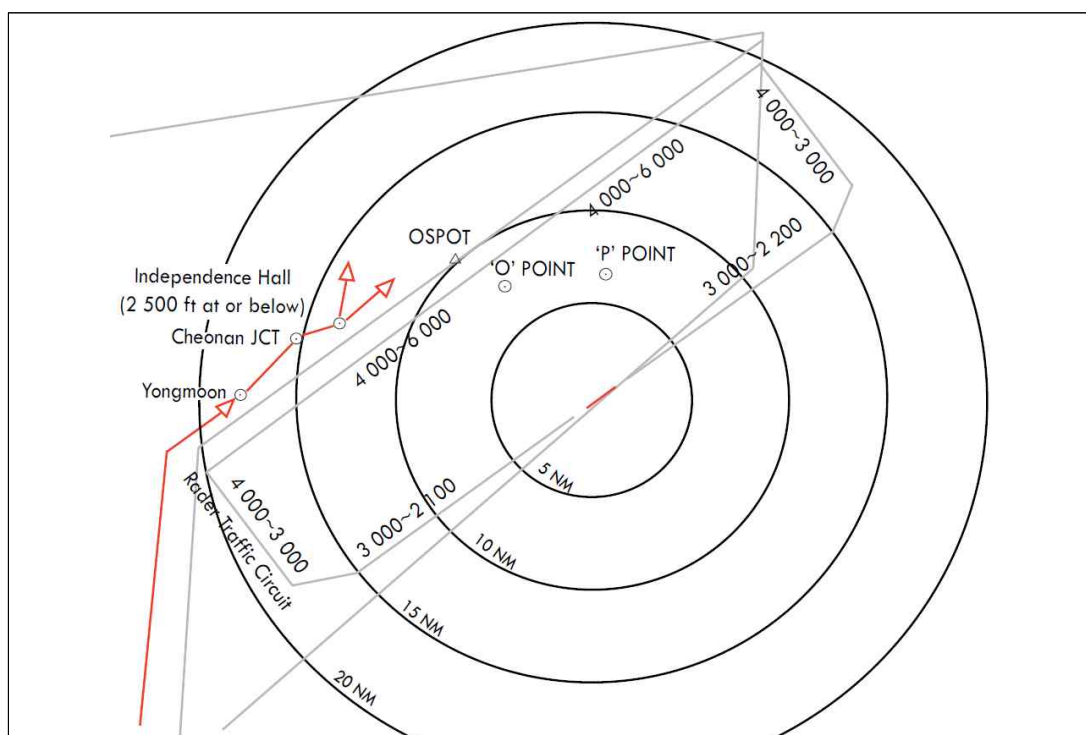 4 000~3 000
4 000~6 000
OSPOT
'P' POINT
'O' POINT
3 000~2 200
Independence Hall
(2 500 ft at or below)
Cheonan JCT
4 000~6 000
Yongmoon
Rader Traffic Circuit
4 000~3 000
3 000~2 100
5 NM
10 NM
15 NM
20 NM